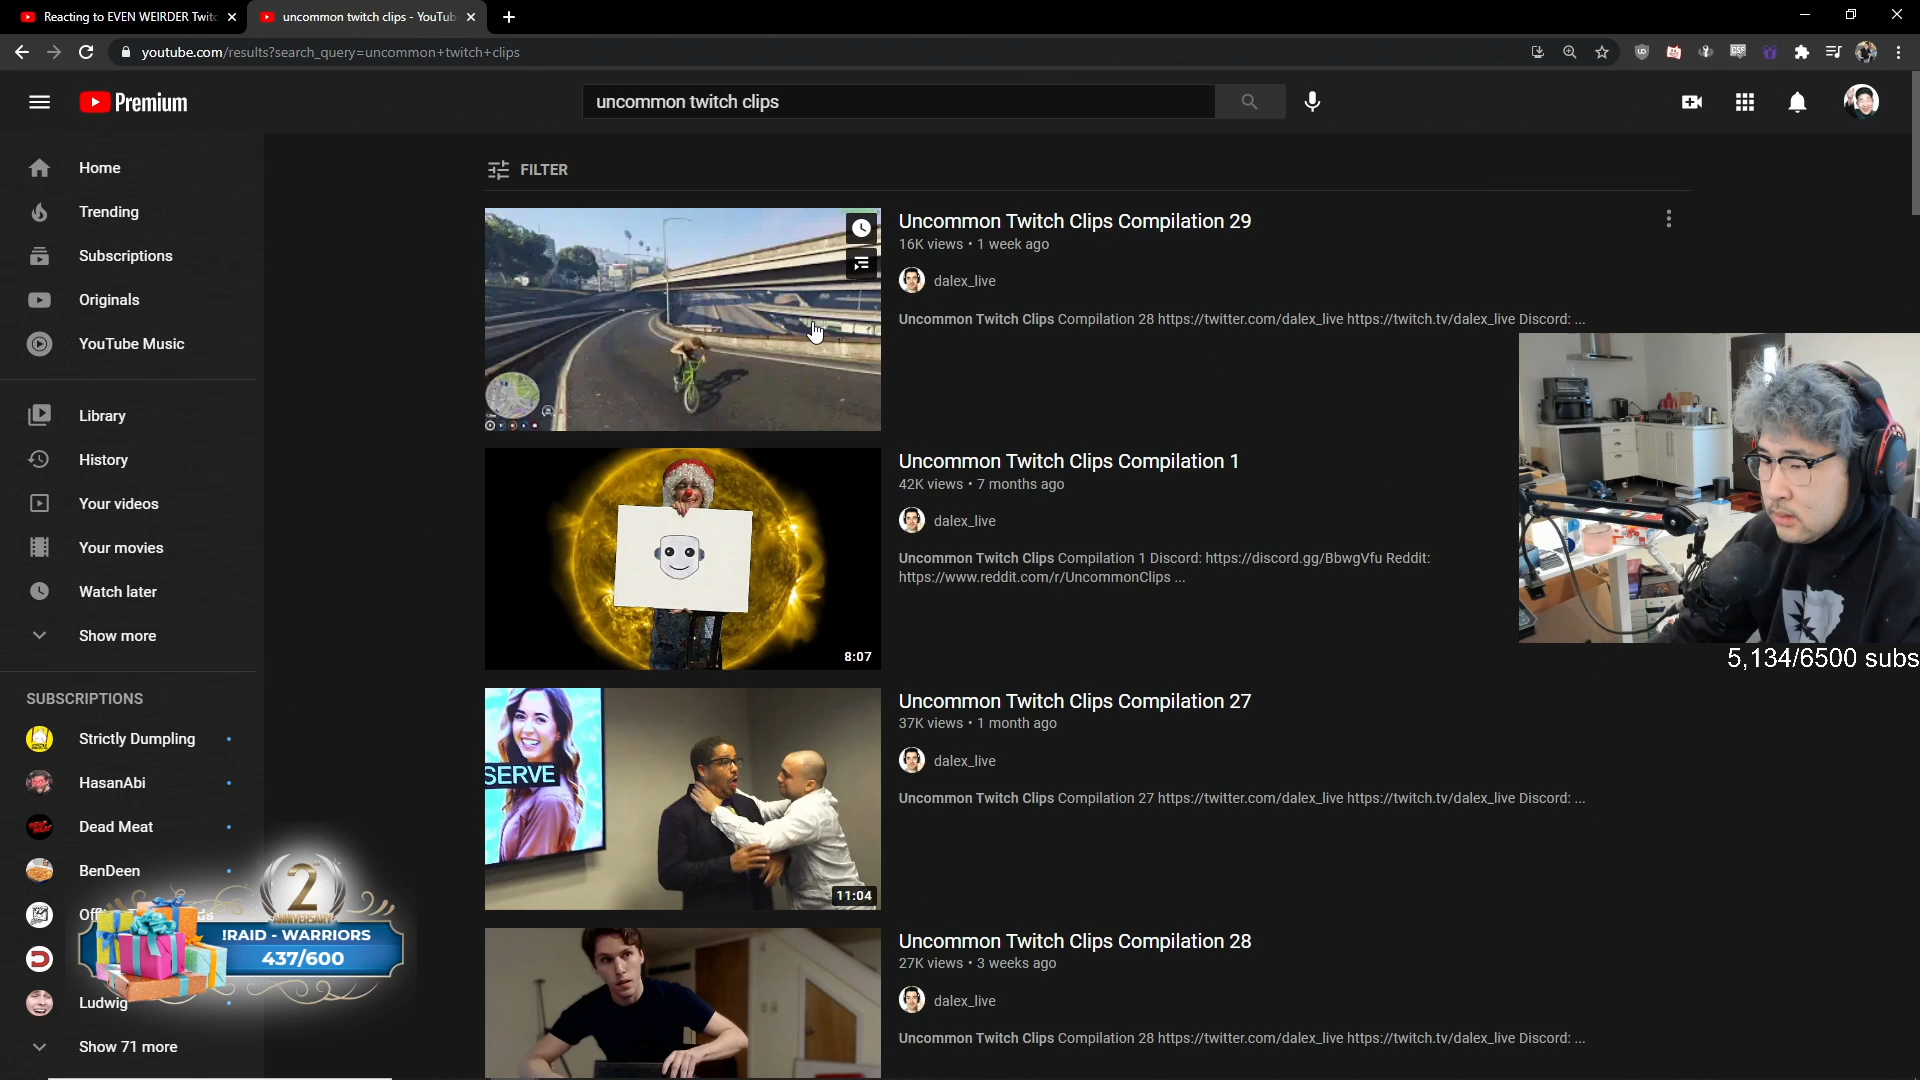 Reacting to EVEN WEIRDER Twitc
uncommon twitch clips - YouTub
youtube.com/results?search_query=uncommon+twitch+clips
Premium
uncommon twitch clips
Home
Trending
Subscriptions
Originals
YouTube Music
Library
History
Your videos
Your movies
Watch later
Show more
SUBSCRIPTIONS
Strictly Dumpling
HasanAbi
Dead Meat
BenDeen
Ludwig
Show 71 more
2
ANNIVERSARY
!RAID - WARRIORS
437/600
FILTER
Uncommon Twitch Clips Compilation 29
16K views • 1 week ago
dalex_live
Uncommon Twitch Clips Compilation 28 https://twitter.com/dalex_live https://twitch.tv/dalex_live Discord: ...
8:07
Uncommon Twitch Clips Compilation 1
42K views • 7 months ago
dalex_live
Uncommon Twitch Clips Compilation 1 Discord: https://discord.gg/BbwgVfu Reddit:
https://www.reddit.com/r/UncommonClips ...
SERVE
11:04
Uncommon Twitch Clips Compilation 27
37K views • 1 month ago
dalex_live
Uncommon Twitch Clips Compilation 27 https://twitter.com/dalex_live https://twitch.tv/dalex_live Discord: ...
Uncommon Twitch Clips Compilation 28
27K views • 3 weeks ago
dalex_live
Uncommon Twitch Clips Compilation 28 https://twitter.com/dalex_live https://twitch.tv/dalex_live Discord: ...
5,134/6500 subs